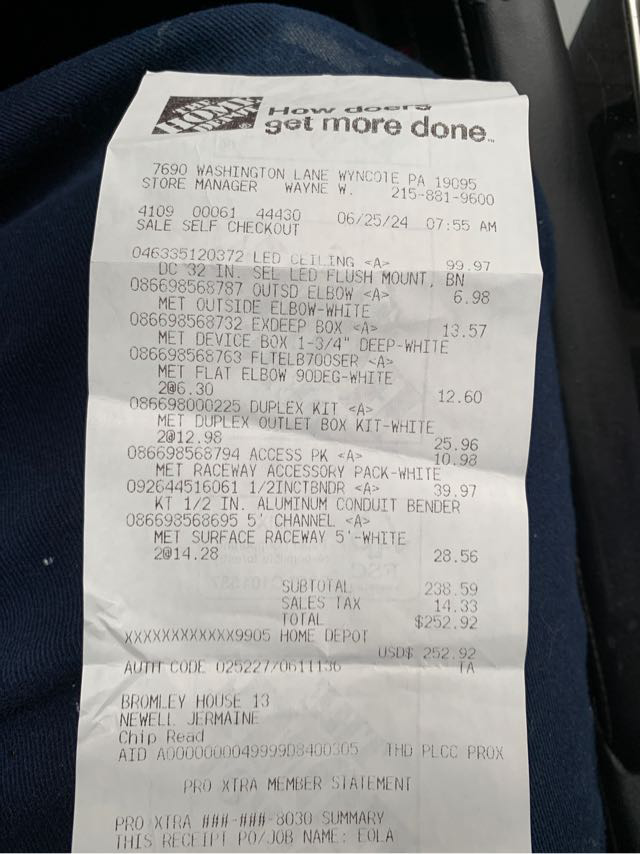 THE HOME DEPOT
How doers
get more done.
7690 WASHINGTON LANE WYNCOTE PA 19095
STORE MANAGER WAYNE W. 215-881-9600
4109 00061 44430 06/25/24 07:55 AM
SALE SELF CHECKOUT
046335120372 LED CEILING <A> 99.97
DC 32 IN. SEL LED FLUSH MOUNT, BN
086698568787 OUTSD ELBOW <A> 6.98
MET OUTSIDE ELBOW-WHITE
086698568732 EXDEEP BOX <A> 13.57
MET DEVICE BOX 1-3/4" DEEP-WHITE
086698568763 FLTELB700SER <A>
MET FLAT ELBOW 90DEG-WHITE
2@6.30 12.60
086698000225 DUPLEX KIT <A>
MET DUPLEX OUTLET BOX KIT-WHITE
2@12.98 25.96
086698568794 ACCESS PK <A> 10.98
MET RACEWAY ACCESSORY PACK-WHITE
092644516061 1/2INCTBNDR <A> 39.97
KT 1/2 IN. ALUMINUM CONDUIT BENDER
086698568695 5' CHANNEL <A>
MET SURFACE RACEWAY 5'-WHITE
2@14.28 28.56
SUBTOTAL 238.59
SALES TAX 14.33
TOTAL $252.92
XXXXXXXXXXXX9905 HOME DEPOT
USD$ 252.92
AUTH CODE 025227/0611136 TA
BROMLEY HOUSE 13
NEWELL JERMAINE
Chip Read
AID A0000000049999D8400305 THD PLCC PROX
PRO XTRA MEMBER STATEMENT
PRO XTRA ###-###-8030 SUMMARY
THIS RECEIPT PO/JOB NAME: EOLA